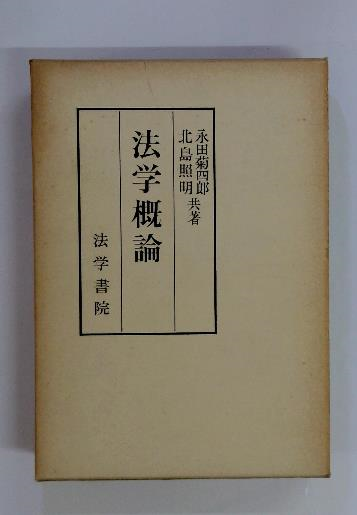 永田菊四郎
北島照明
共著
法学概論
法学書院